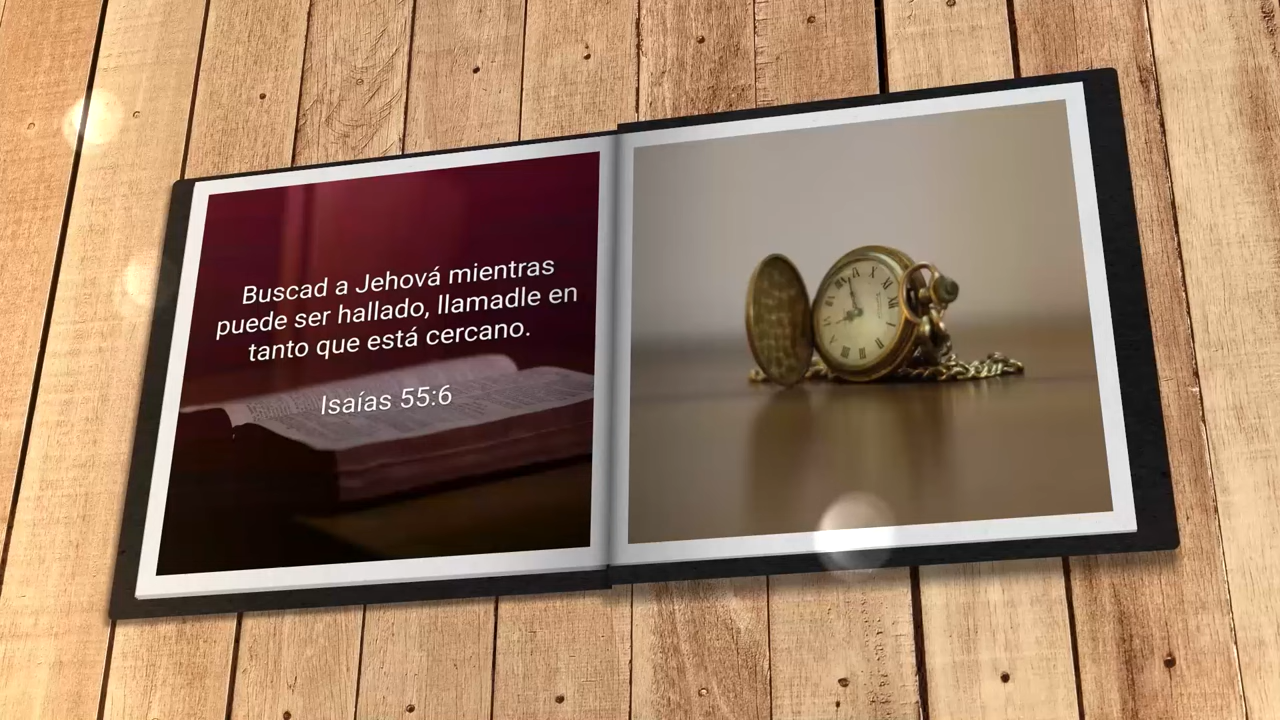 Buscad a Jehová mientras
puede ser hallado, llamadle en
tanto que está cercano.
Isaías 55:6